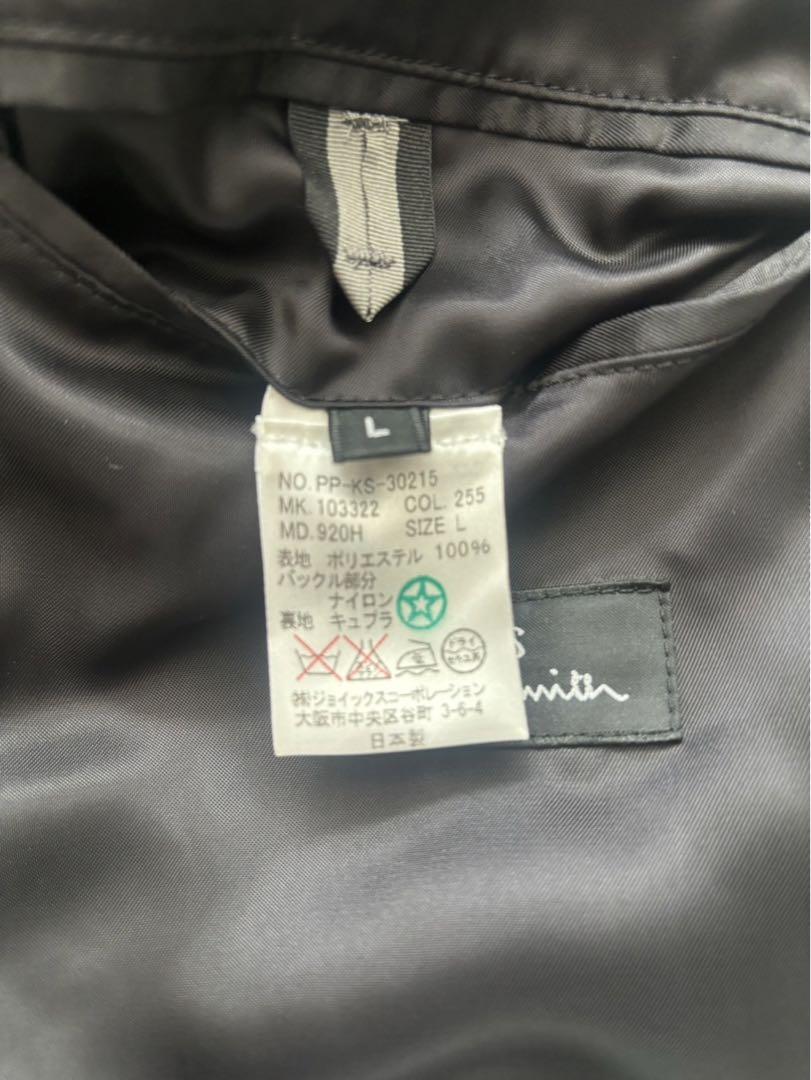 L
NO. PP-KS-30215
MK. 103322 COL. 255
MD. 920H SIZE L
表地 ポリエステル 100%
バックル部分
ナイロン
裏地 キュプラ
ドライ
セキユ系
㈱ジョイックスコーポレーション
大阪市中央区谷町 3-6-4
日本製
S
mith